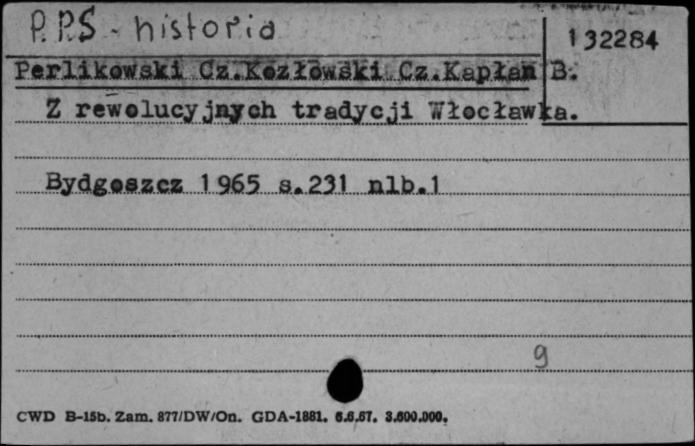 P.P.S - historia
132284
Perlikowski Cz.Kozłowski Cz.Kapłan B.
Z rewolucyjnych tradycji Włocławka.
Bydgoszcz 1965 s.231 nlb.1
9
CWD B-15b. Zam. 877/DW/On. GDA-1881. 6.6.67. 3.600.000.